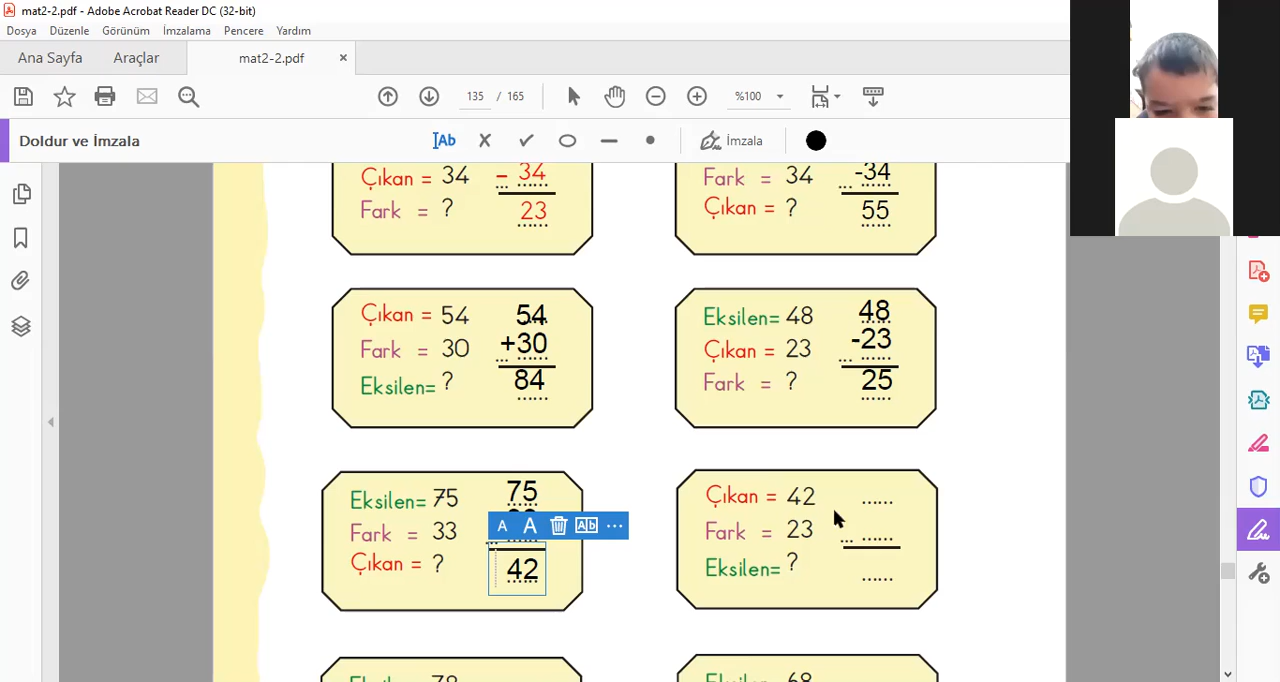 mat2-2.pdf - Adobe Acrobat Reader DC (32-bit)
Dosya Düzenle Görünüm İmzalama Pencere Yardım
Ana Sayfa Araçlar mat2-2.pdf ×
135 / 165 %100
Doldur ve İmzala
Ab İmzala
Çıkan = 34 - 34
Fark = ? 23
Fark = 34 -34
Çıkan = ? 55
Çıkan = 54 54
Fark = 30 +30
Eksilen= ? 84
Eksilen= 48 48
Çıkan = 23 -23
Fark = ? 25
Eksilen= 75 75
Fark = 33
Çıkan = ? 42
A A Ab ...
Çıkan = 42 ......
Fark = 23 ... ......
Eksilen= ? ......